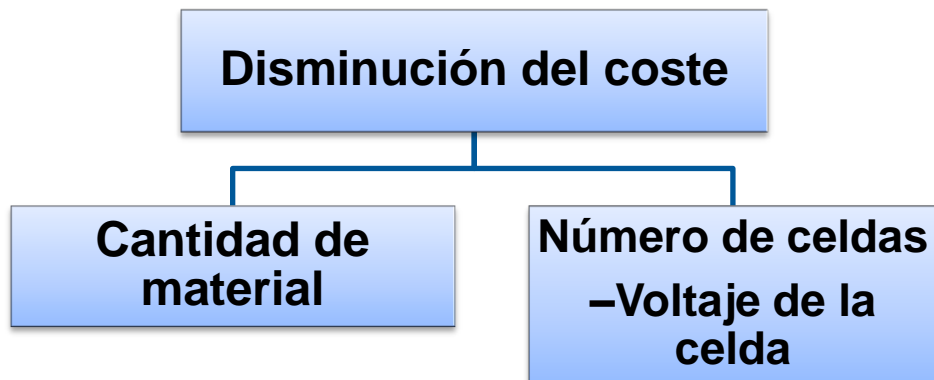 Disminución del coste
Cantidad de
material
Número de celdas
–Voltaje de la
celda